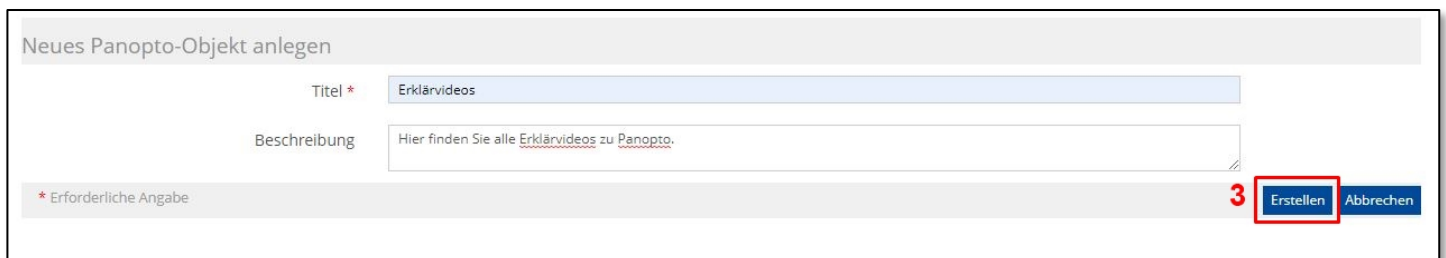 Neues Panopto-Objekt anlegen
Titel * Erklärvideos
Beschreibung Hier finden Sie alle Erklärvideos zu Panopto.
* Erforderliche Angabe 3 Erstellen Abbrechen